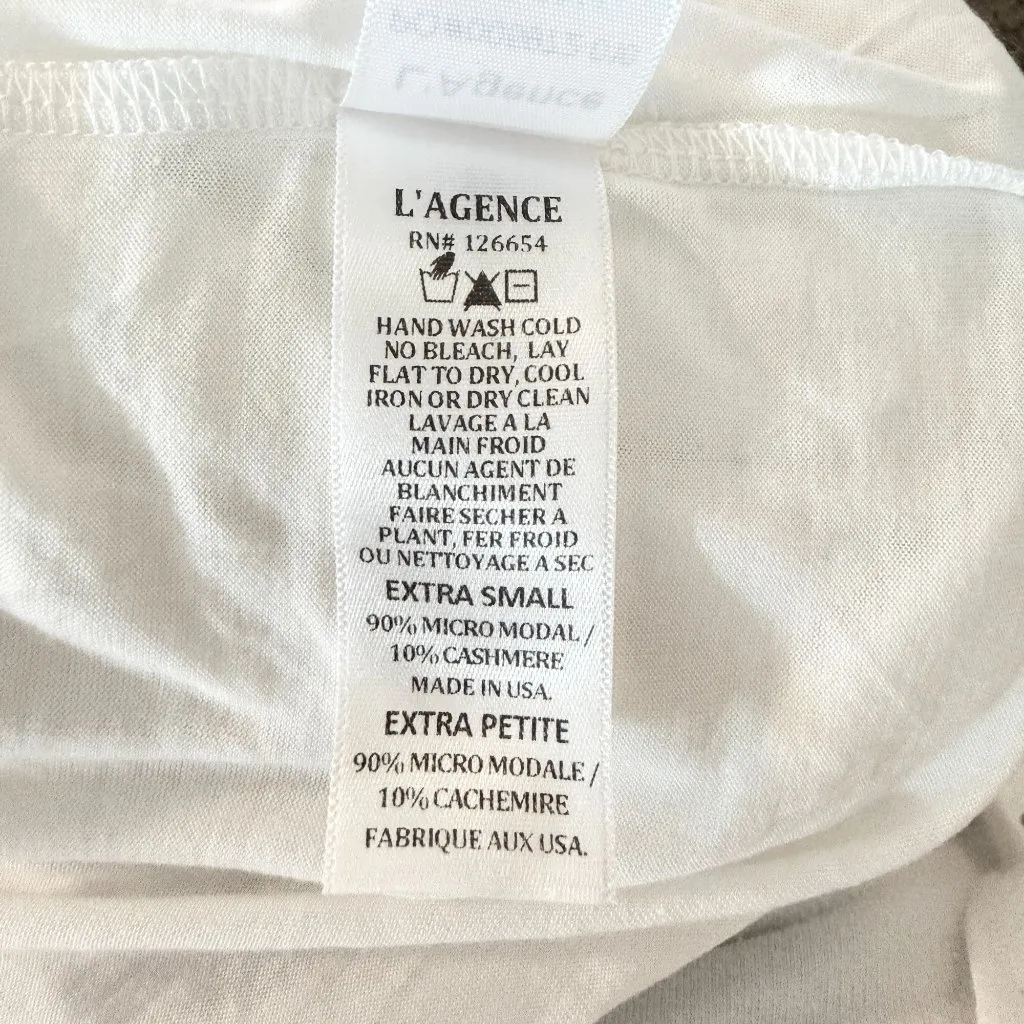 L'Agence
L'AGENCE
RN# 126654
HAND WASH COLD
NO BLEACH, LAY
FLAT TO DRY, COOL
IRON OR DRY CLEAN
LAVAGE A LA
MAIN FROID
AUCUN AGENT DE
BLANCHIMENT
FAIRE SECHER A
PLANT, FER FROID
OU NETTOYAGE A SEC
EXTRA SMALL
90% MICRO MODAL /
10% CASHMERE
MADE IN USA.
EXTRA PETITE
90% MICRO MODALE /
10% CACHEMIRE
FABRIQUE AUX USA.